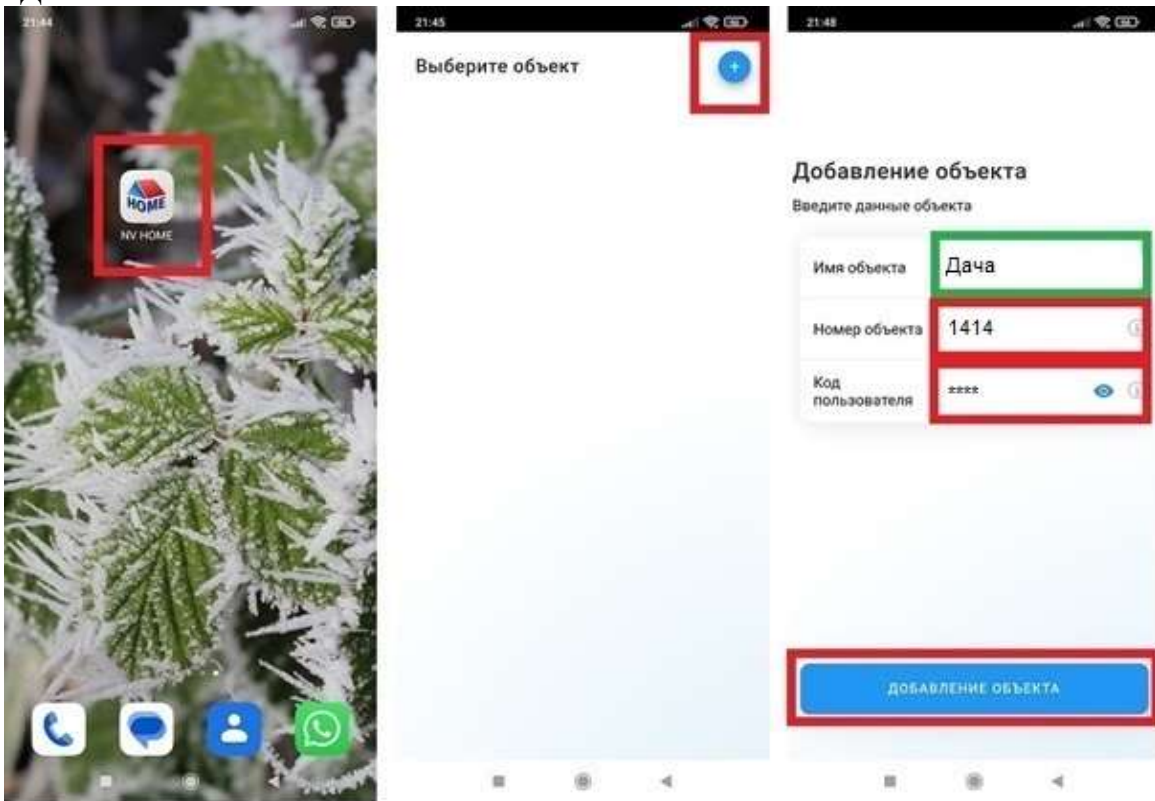 21:44
HOME
NV HOME
21:45
Выберите объект
+
21:48
Добавление объекта
Введите данные объекта
Имя объекта Дача
Номер объекта 1414
Код
пользователя ****
ДОБАВЛЕНИЕ ОБЪЕКТА